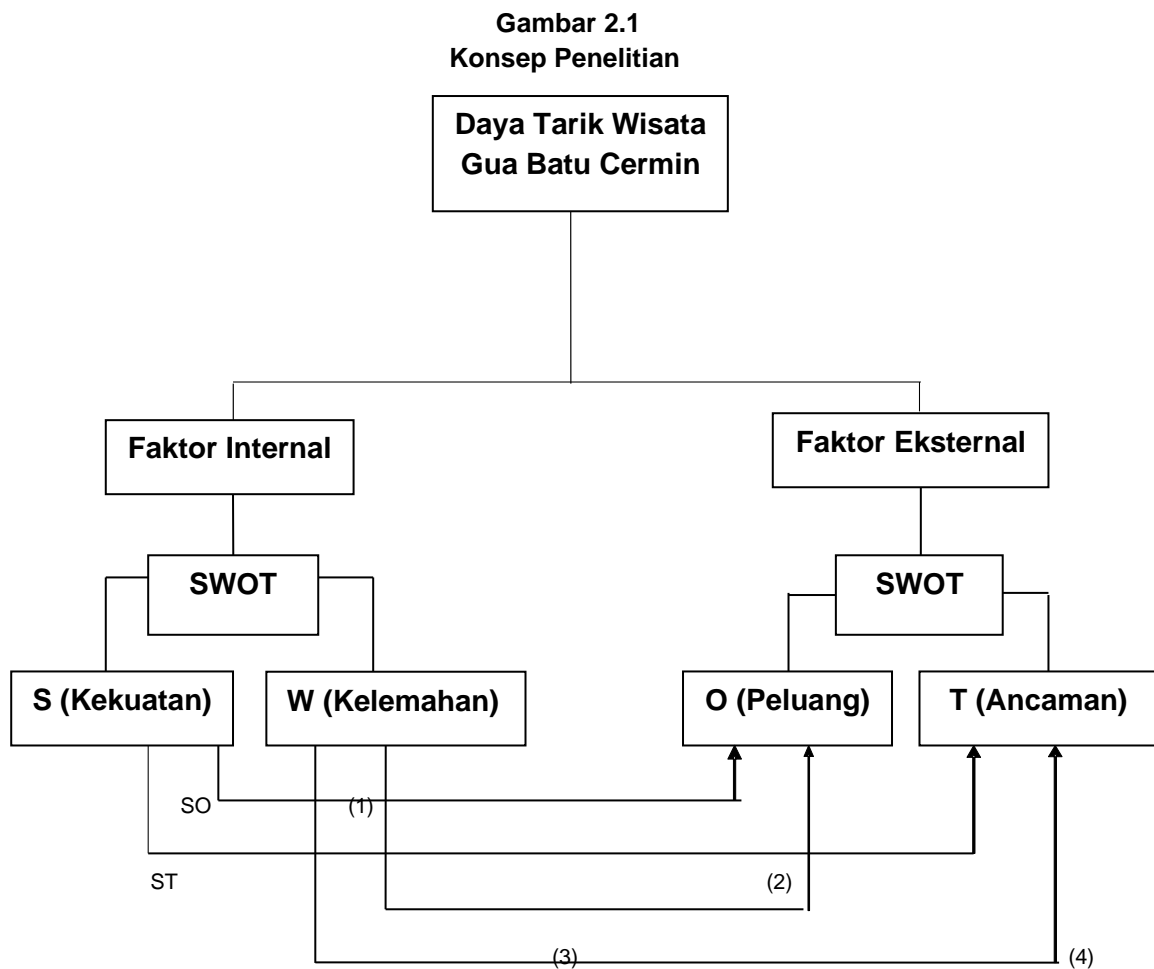 Gambar 2.1
Konsep Penelitian
Daya Tarik Wisata
Gua Batu Cermin
Faktor Internal
Faktor Eksternal
SWOT
SWOT
S (Kekuatan)
W (Kelemahan)
O (Peluang)
T (Ancaman)
SO
(1)
ST
(2)
(3)
(4)